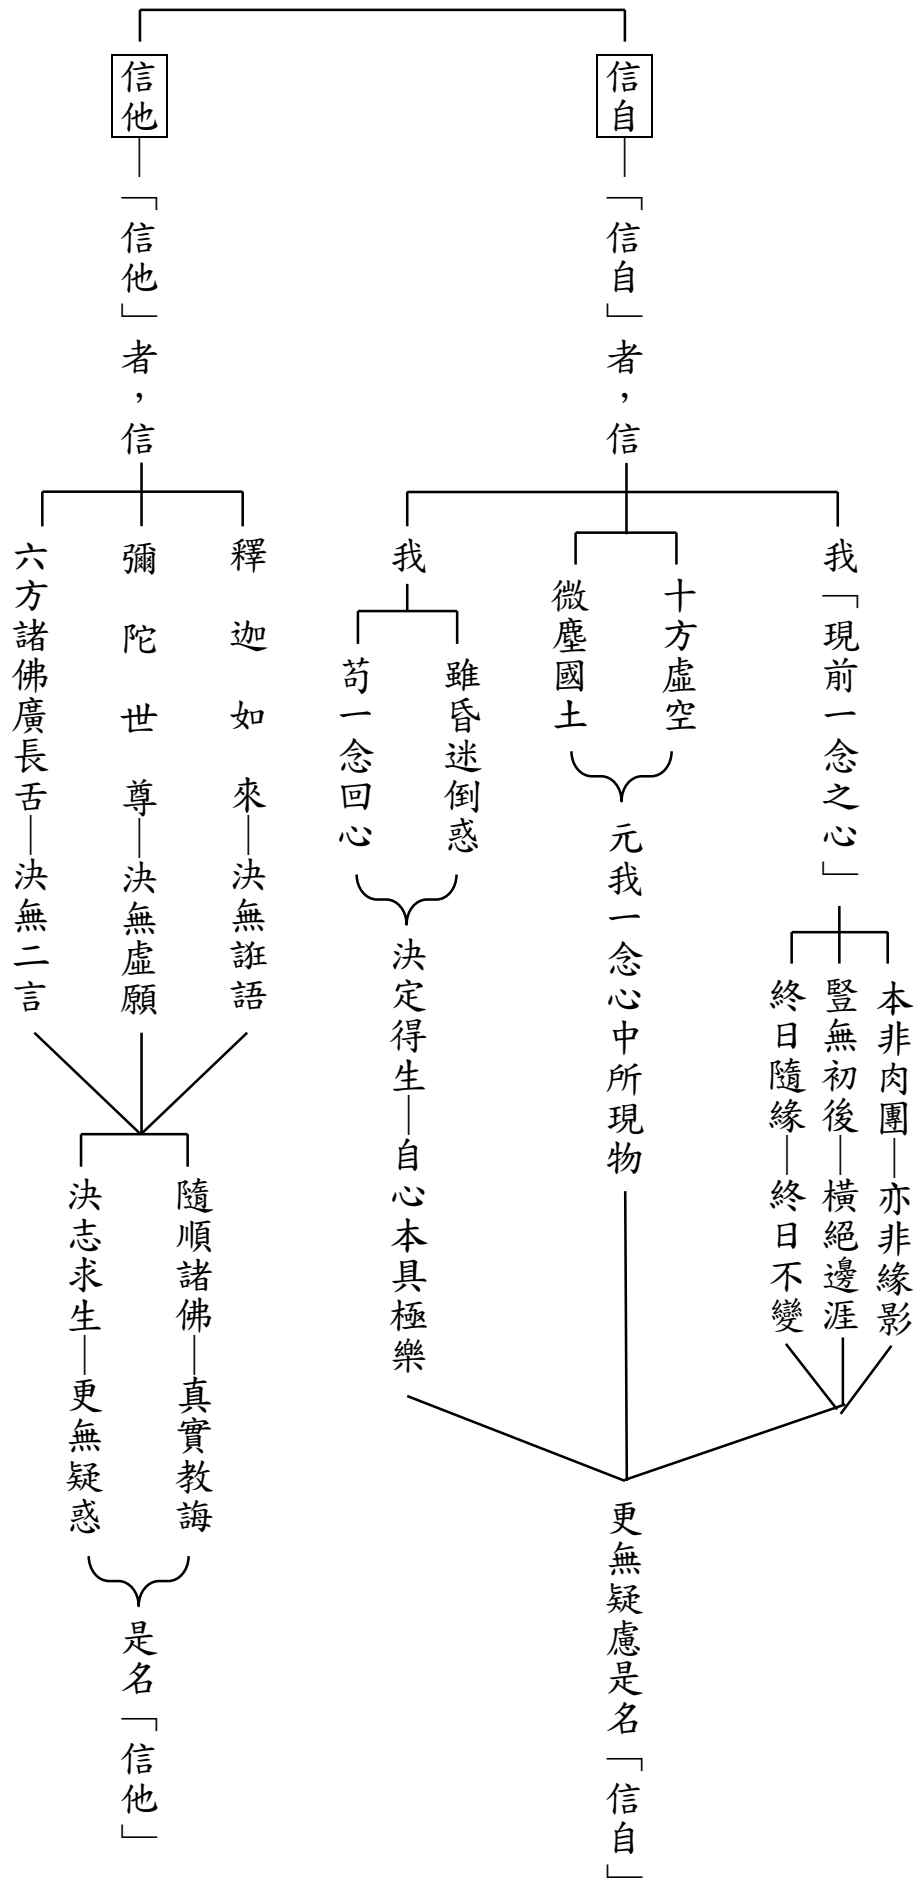 信自
「信自」者，信
我「現前一念之心」
本非肉團—亦非緣影
豎無初後—橫絕邊涯
終日隨緣—終日不變
十方虛空
微塵國土
元我一念心中所現物
我
雖昏迷倒惑
苟一念回心
決定得生—自心本具極樂
更無疑慮是名「信自」
信他
「信他」者，信
釋迦如來—決無誑語
彌陀世尊—決無虛願
六方諸佛廣長舌—決無二言
隨順諸佛—真實教誨
決志求生—更無疑惑
是名「信他」